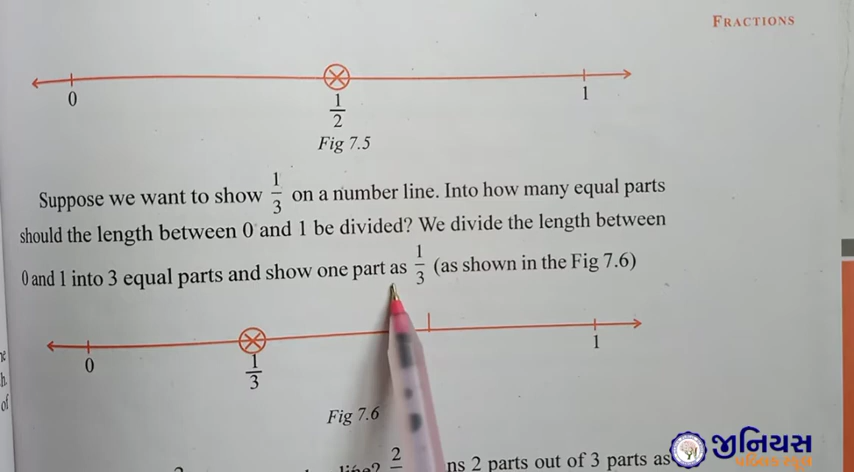 FRACTIONS
0 1/2 1
Fig 7.5
Suppose we want to show 1/3 on a number line. Into how many equal parts
should the length between 0 and 1 be divided? We divide the length between
0 and 1 into 3 equal parts and show one part as 1/3 (as shown in the Fig 7.6)
0 1/3 1
Fig 7.6
line? 2
ns 2 parts out of 3 parts as
of
જીનિયસ